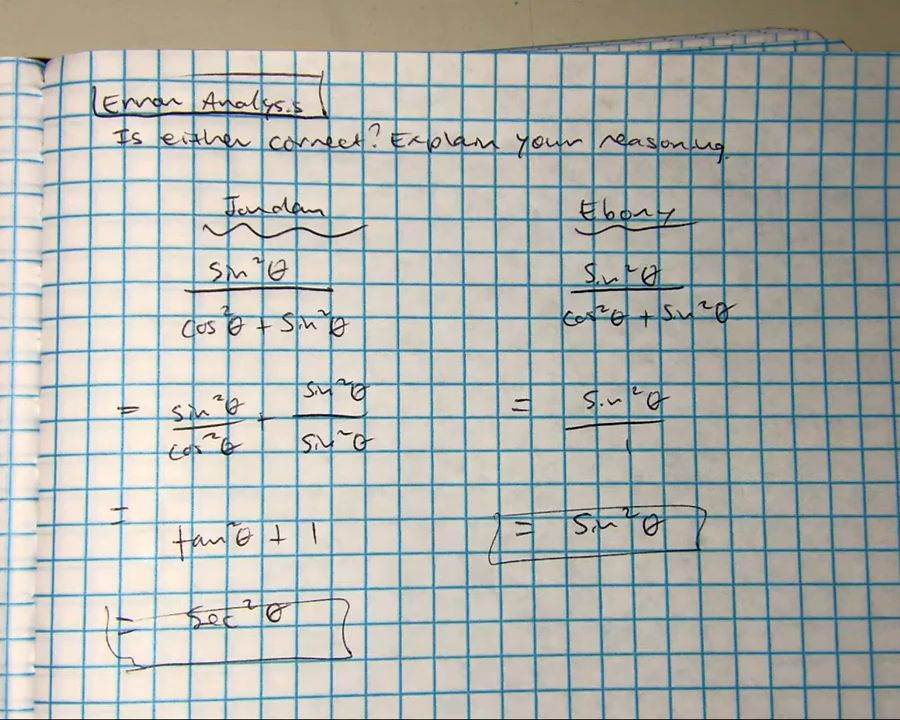 Error Analysis
Is either correct? Explain your reasoning.
Jordan
sin²θ
cos²θ + sin²θ
= sin²θ/cos²θ + sin²θ/sin²θ
=
tan²θ + 1
= sec²θ
Ebony
sin²θ
cos²θ + sin²θ
= sin²θ
1
= sin²θ